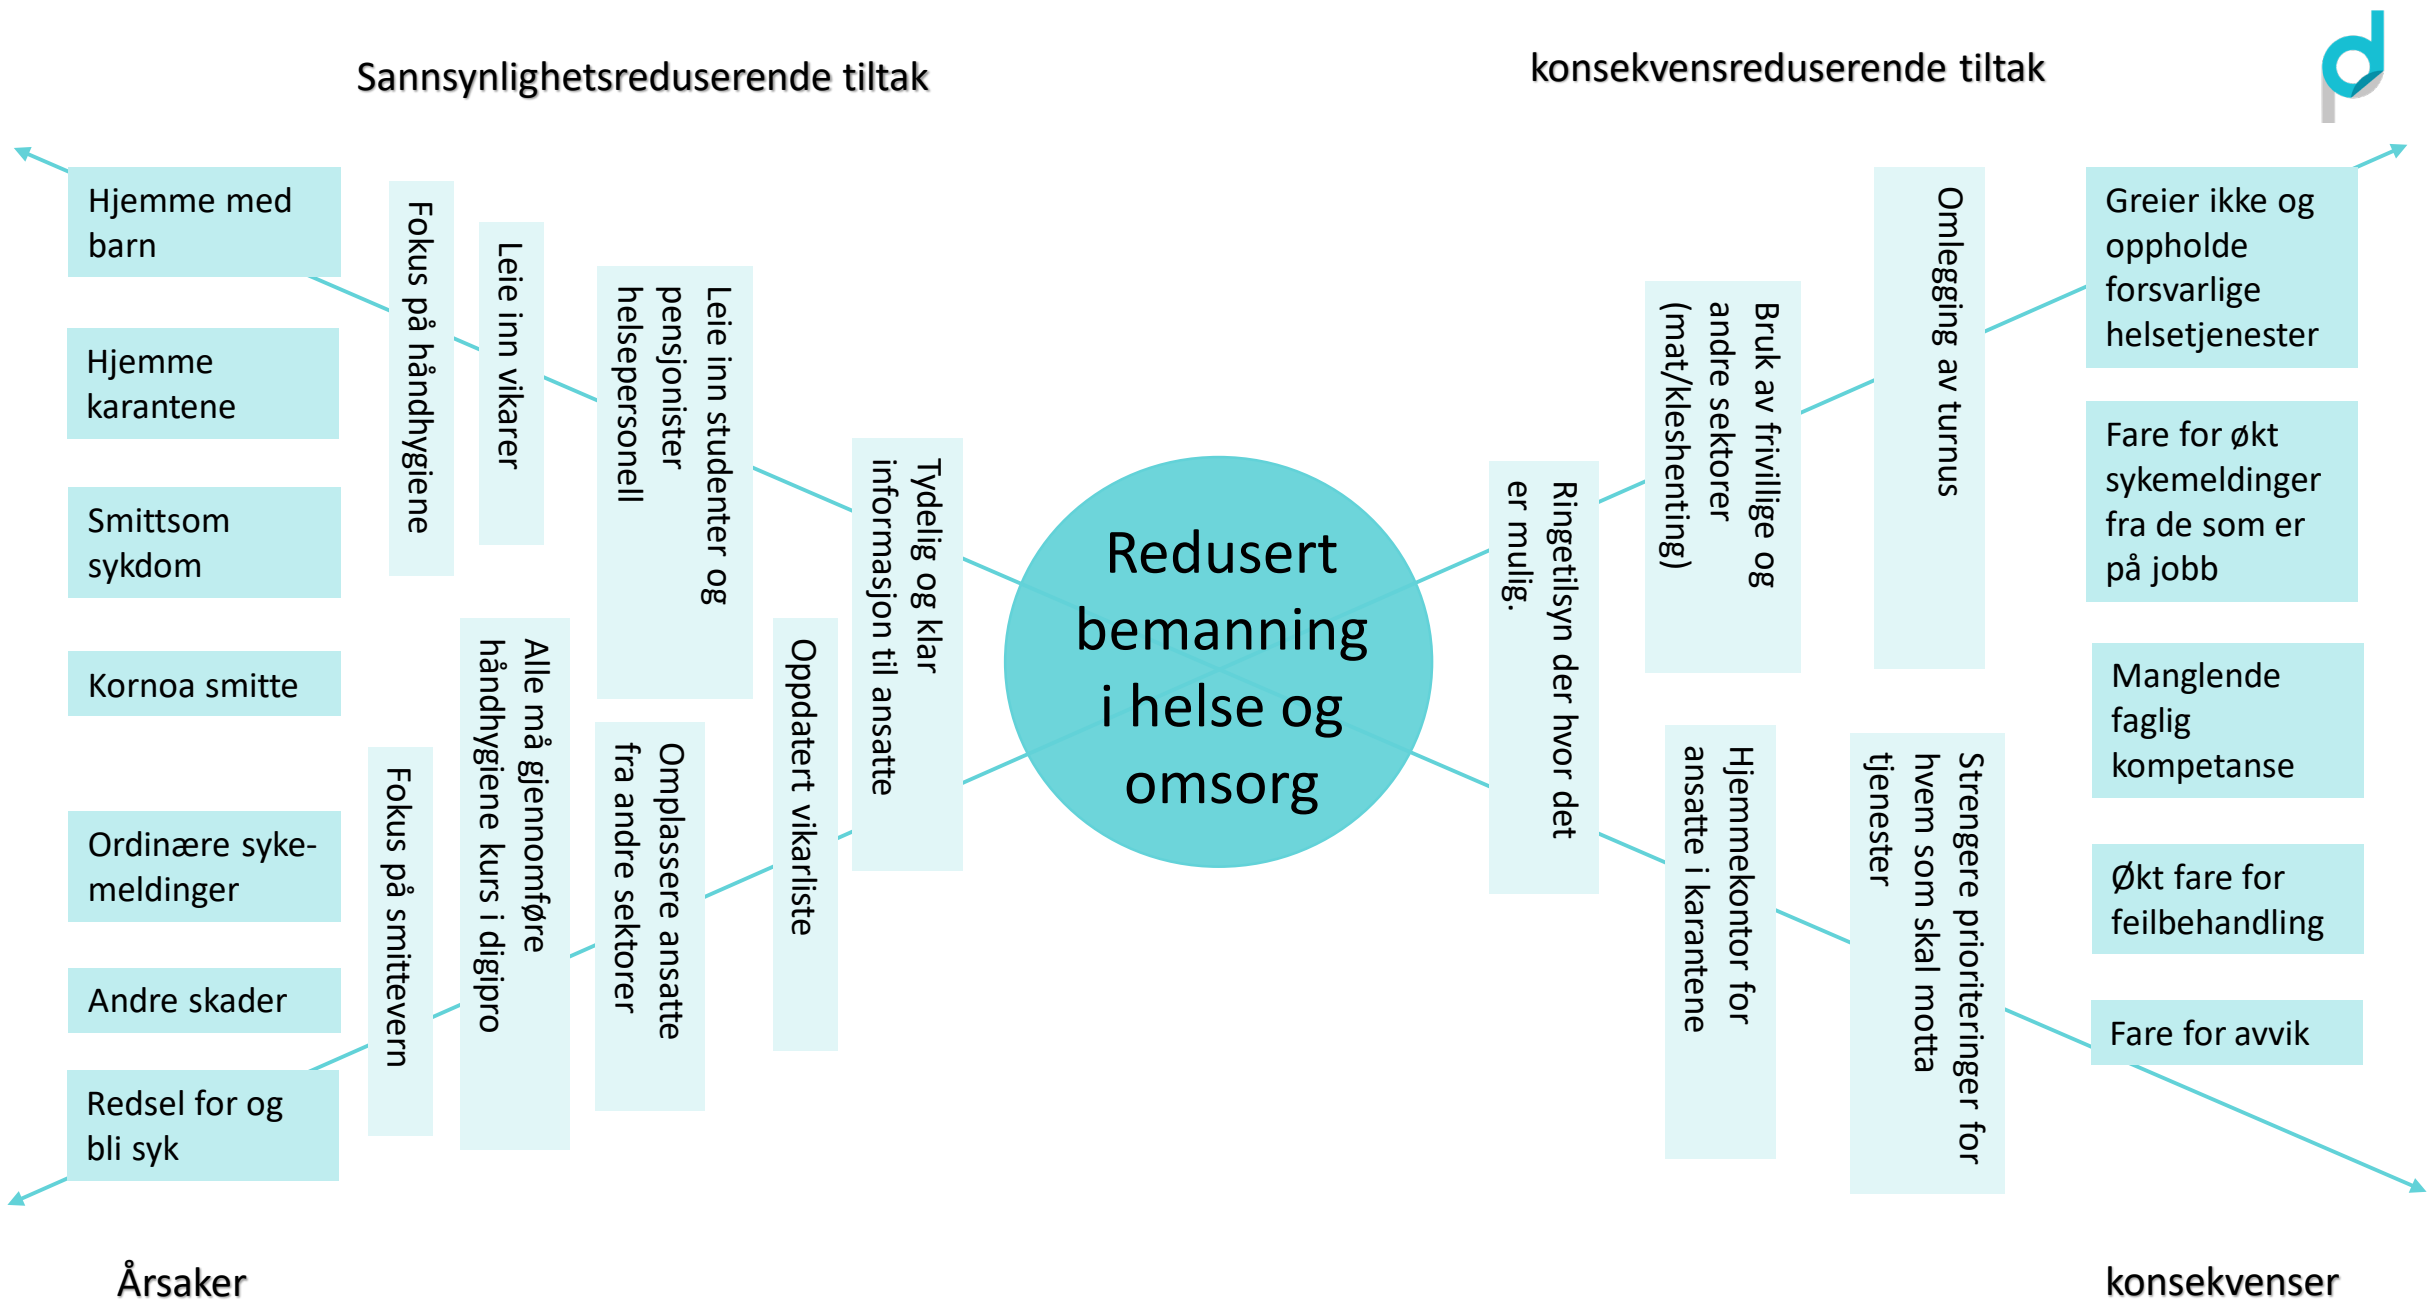 Sannsynlighetsreduserende tiltak
konsekvensreduserende tiltak
Hjemme med
barn
Hjemme
karantene
Smittsom
sykdom
Kornoa smitte
Ordinære syke-
meldinger
Andre skader
Redsel for og
bli syk
Fokus på håndhygiene
Leie inn vikarer
Leie inn studenter og
pensjonister
helsepersonell
Tydelig og klar
informasjon til ansatte
Fokus på smittevern
Alle må gjennomføre
håndhygiene kurs i digipro
Omplassere ansatte
fra andre sektorer
Oppdatert vikarliste
Redusert
bemanning
i helse og
omsorg
Ringetilsyn der hvor det
er mulig.
Bruk av frivillige og
andre sektorer
(mat/kleshenting)
Omlegging av turnus
Hjemmekontor for
ansatte i karantene
Strengere prioriteringer for
hvem som skal motta
tjenester
Greier ikke og
oppholde
forsvarlige
helsetjenester
Fare for økt
sykemeldinger
fra de som er
på jobb
Manglende
faglig
kompetanse
Økt fare for
feilbehandling
Fare for avvik
Årsaker
konsekvenser